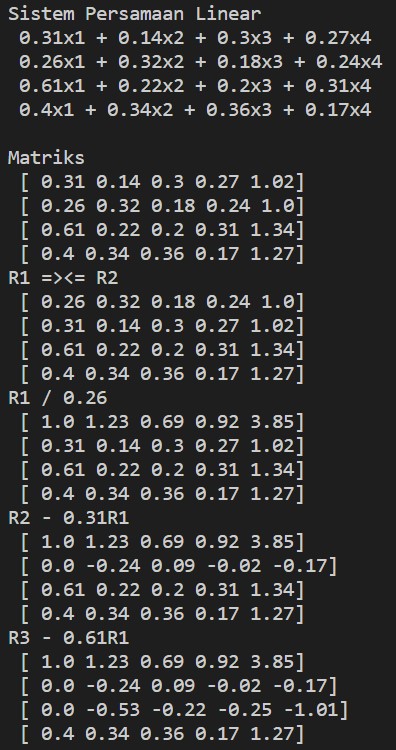 Sistem Persamaan Linear
0.31x1 + 0.14x2 + 0.3x3 + 0.27x4
0.26x1 + 0.32x2 + 0.18x3 + 0.24x4
0.61x1 + 0.22x2 + 0.2x3 + 0.31x4
0.4x1 + 0.34x2 + 0.36x3 + 0.17x4
Matriks
[ 0.31 0.14 0.3 0.27 1.02]
[ 0.26 0.32 0.18 0.24 1.0]
[ 0.61 0.22 0.2 0.31 1.34]
[ 0.4 0.34 0.36 0.17 1.27]
R1 =><= R2
[ 0.26 0.32 0.18 0.24 1.0]
[ 0.31 0.14 0.3 0.27 1.02]
[ 0.61 0.22 0.2 0.31 1.34]
[ 0.4 0.34 0.36 0.17 1.27]
R1 / 0.26
[ 1.0 1.23 0.69 0.92 3.85]
[ 0.31 0.14 0.3 0.27 1.02]
[ 0.61 0.22 0.2 0.31 1.34]
[ 0.4 0.34 0.36 0.17 1.27]
R2 - 0.31R1
[ 1.0 1.23 0.69 0.92 3.85]
[ 0.0 -0.24 0.09 -0.02 -0.17]
[ 0.61 0.22 0.2 0.31 1.34]
[ 0.4 0.34 0.36 0.17 1.27]
R3 - 0.61R1
[ 1.0 1.23 0.69 0.92 3.85]
[ 0.0 -0.24 0.09 -0.02 -0.17]
[ 0.0 -0.53 -0.22 -0.25 -1.01]
[ 0.4 0.34 0.36 0.17 1.27]